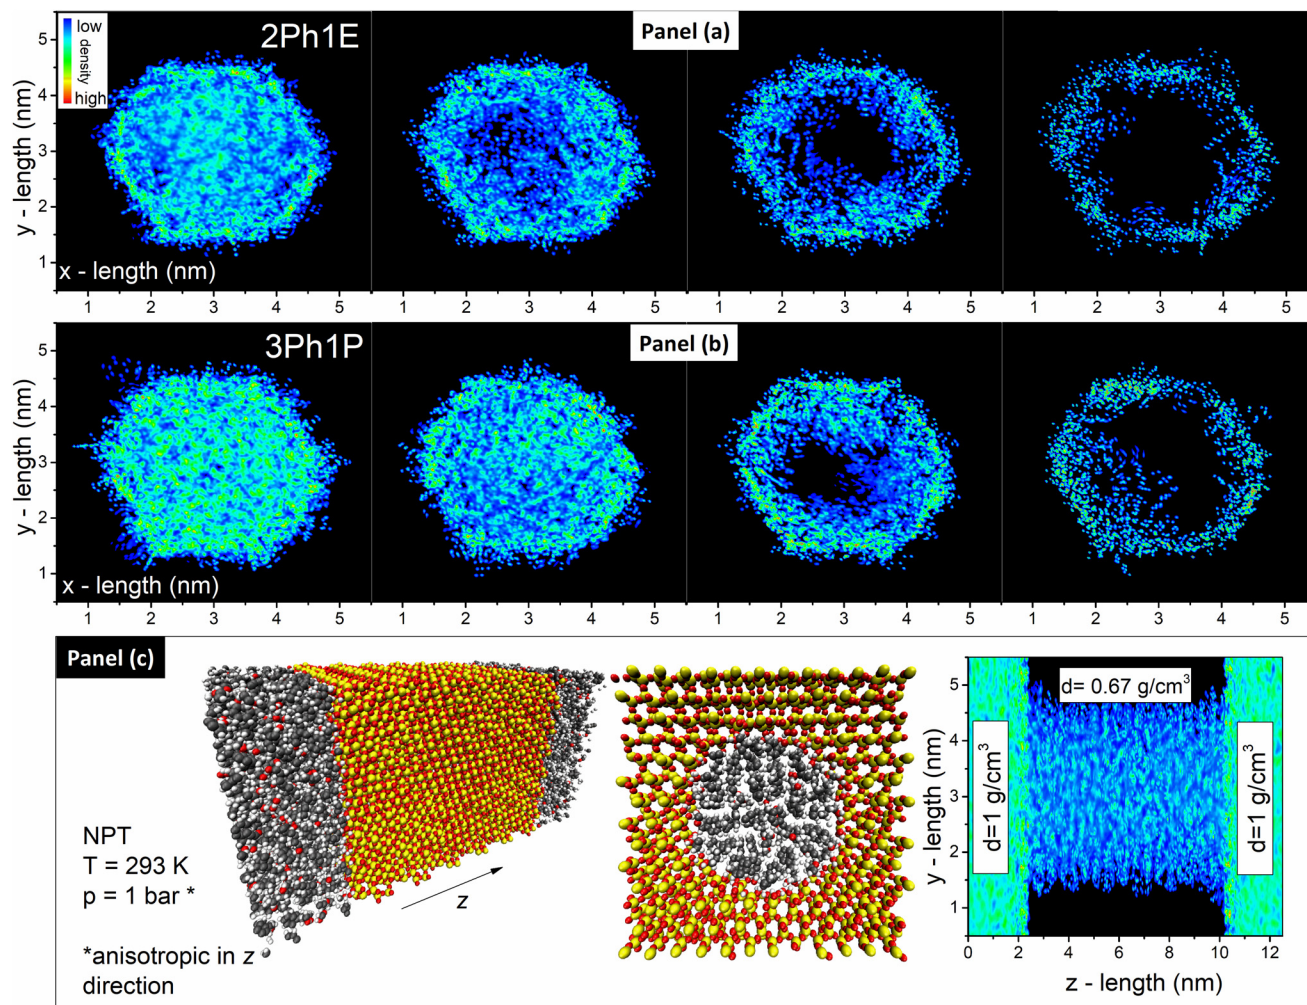 2Ph1E
Panel (a)
low
density
high
y - length (nm)
5
4
3
2
1
x - length (nm)
1 2 3 4 5 1 2 3 4 5 1 2 3 4 5 1 2 3 4 5
3Ph1P
Panel (b)
y - length (nm)
5
4
53
2
1
x - length (nm)
1 2 3 4 5 1 2 3 4 5 1 2 3 4 5 1 2 3 4 5
Panel (c)
NPT
T = 293 K
p = 1 bar *
*anisotropic in z
direction
z
y - length (nm)
5
4
3
2
1
d= 0.67 g/cm³
d=1 g/cm³
d=1 g/cm³
0 2 4 6 8 10 12
z - length (nm)